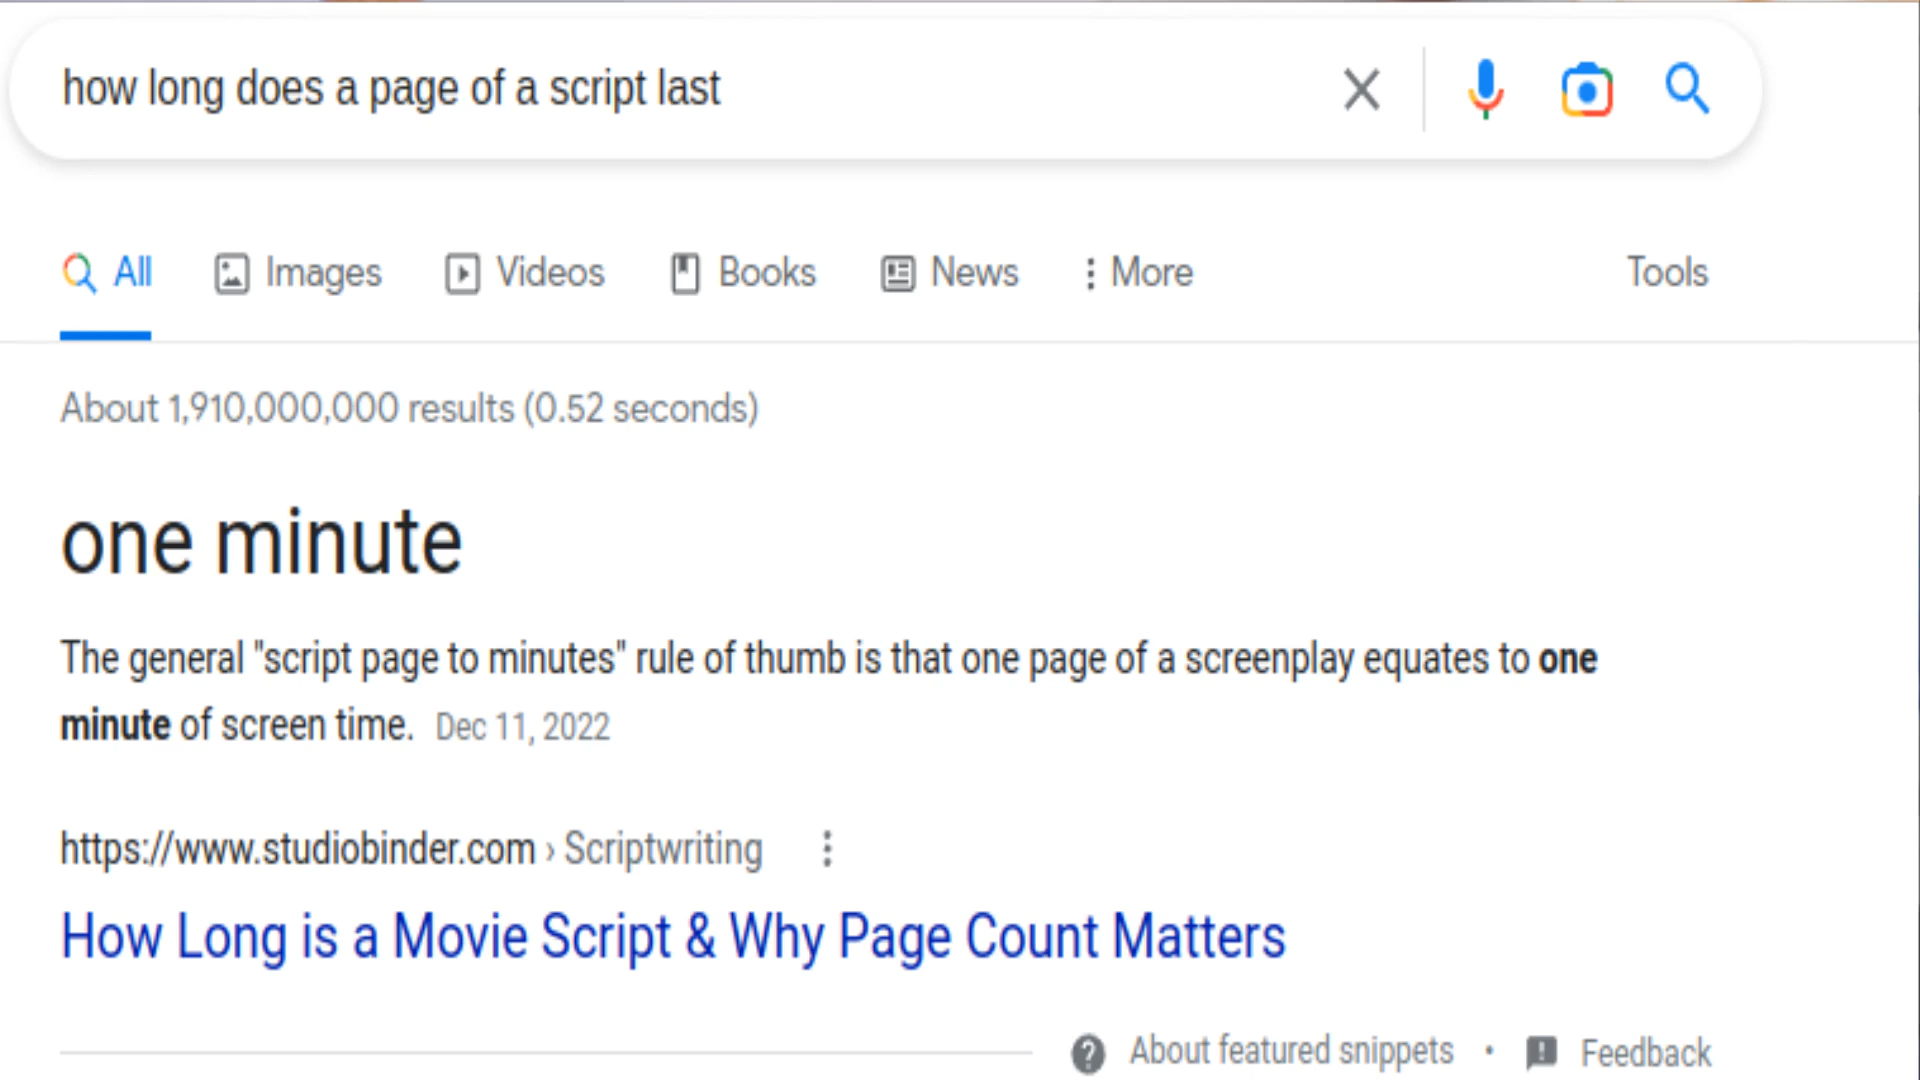 how long does a page of a script last
All Images Videos Books News More Tools
About 1,910,000,000 results (0.52 seconds)
one minute
The general "script page to minutes" rule of thumb is that one page of a screenplay equates to one
minute of screen time. Dec 11, 2022
https://www.studiobinder.com › Scriptwriting
How Long is a Movie Script & Why Page Count Matters
About featured snippets • Feedback